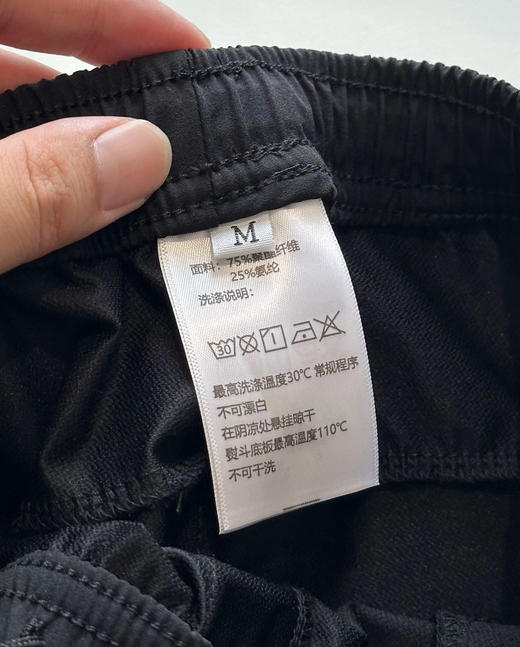 M
面料：75%聚酯纤维
25%氨纶
洗涤说明：
30
最高洗涤温度30℃ 常规程序
不可漂白
在阴凉处悬挂晾干
熨斗底板最高温度110℃
不可干洗